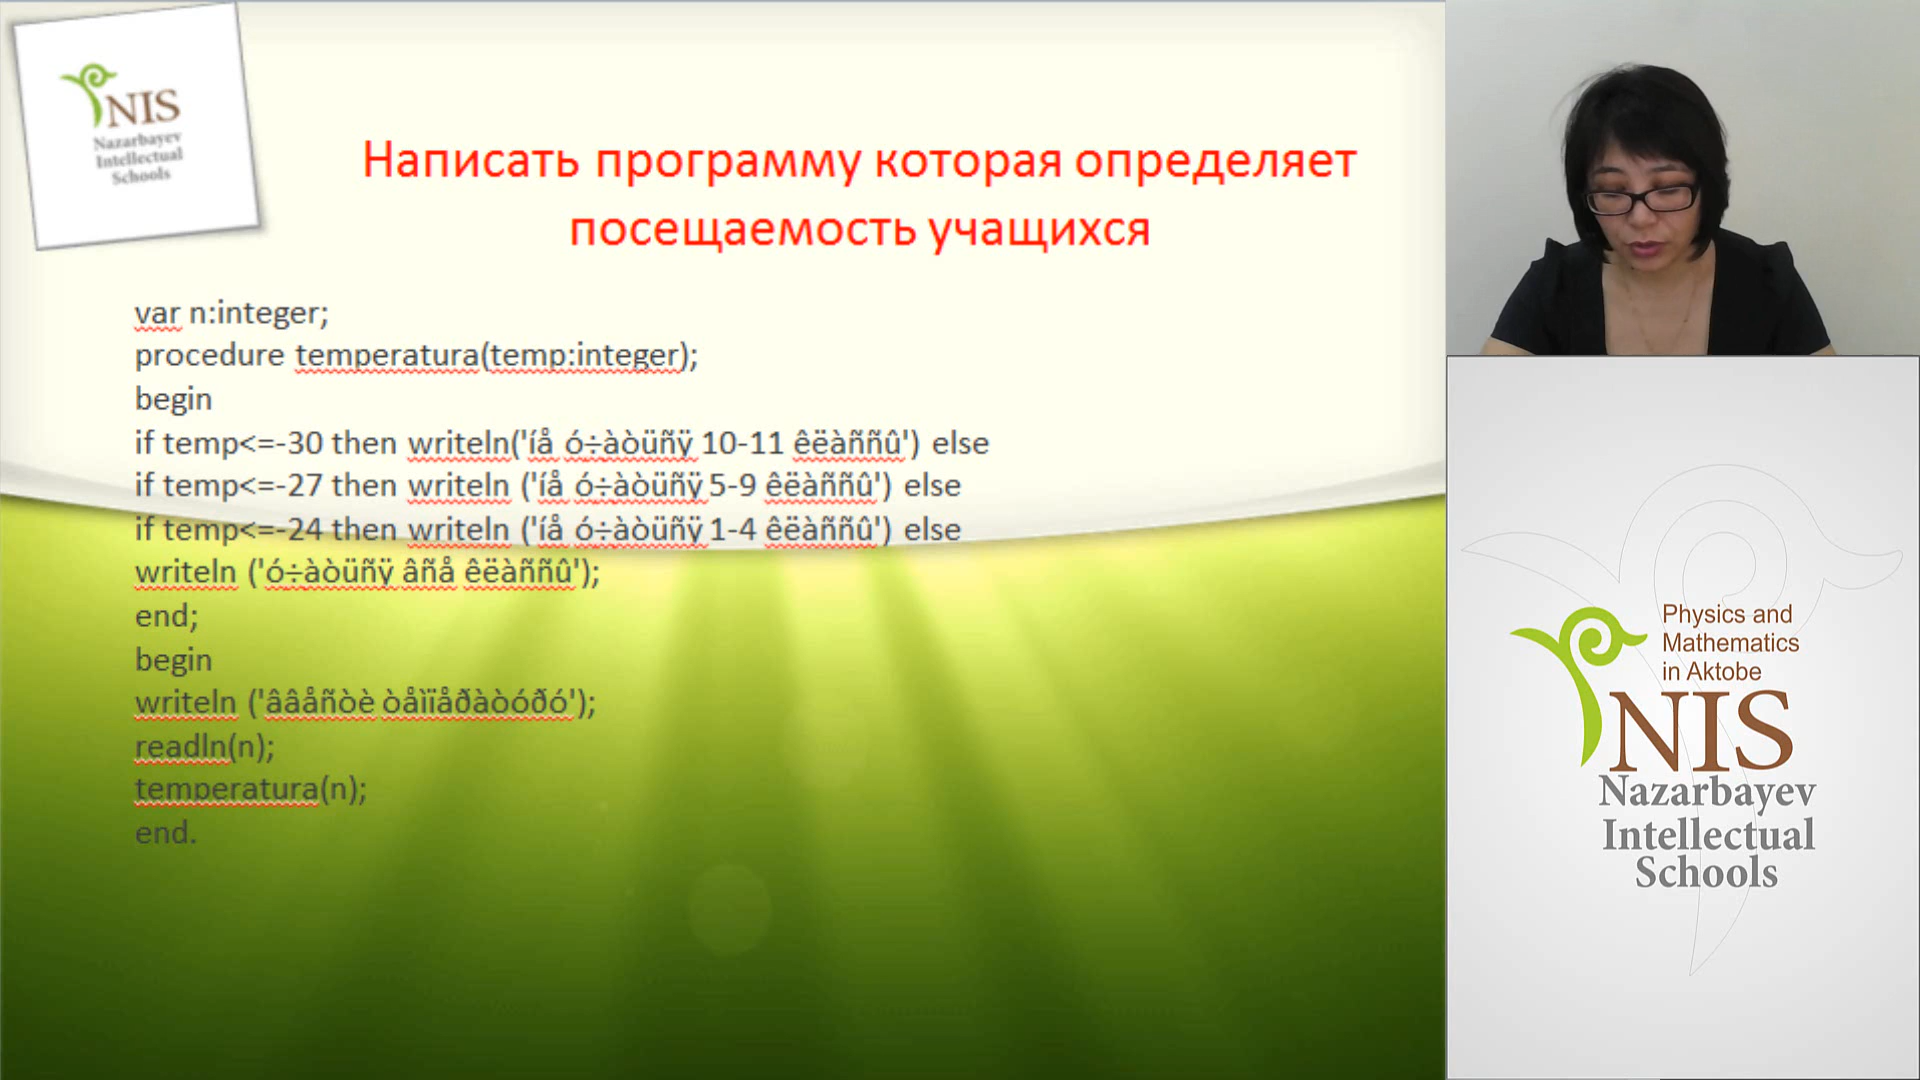 NIS
Nazarbayev
Intellectual
Schools
Написать программу которая определяет
посещаемость учащихся
var n:integer;
procedure temperatura(temp:integer);
begin
if temp<=-30 then writeln('íå ó÷àòüñÿ 10-11 êëàññû') else
if temp<=-27 then writeln ('íå ó÷àòüñÿ 5-9 êëàññû') else
if temp<=-24 then writeln ('íå ó÷àòüñÿ 1-4 êëàññû') else
writeln ('ó÷àòüñÿ âñå êëàññû');
end;
begin
writeln ('ââåñòè òåìïåðàòóðó');
readln(n);
temperatura(n);
end.
Physics and
Mathematics
in Aktobe
NIS
Nazarbayev
Intellectual
Schools